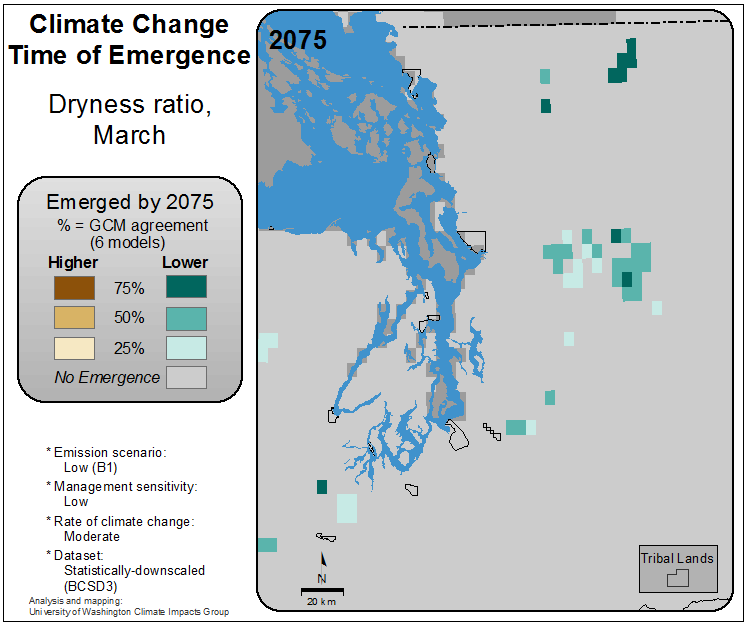 Climate Change
Time of Emergence
Dryness ratio,
March
Emerged by 2075
% = GCM agreement
(6 models)
Higher Lower
75%
50%
25%
No Emergence
* Emission scenario:
Low (B1)
* Management sensitivity:
Low
* Rate of climate change:
Moderate
* Dataset:
Statistically-downscaled
(BCSD3)
Analysis and mapping:
University of Washington Climate Impacts Group
2075
N
20 km
Tribal Lands